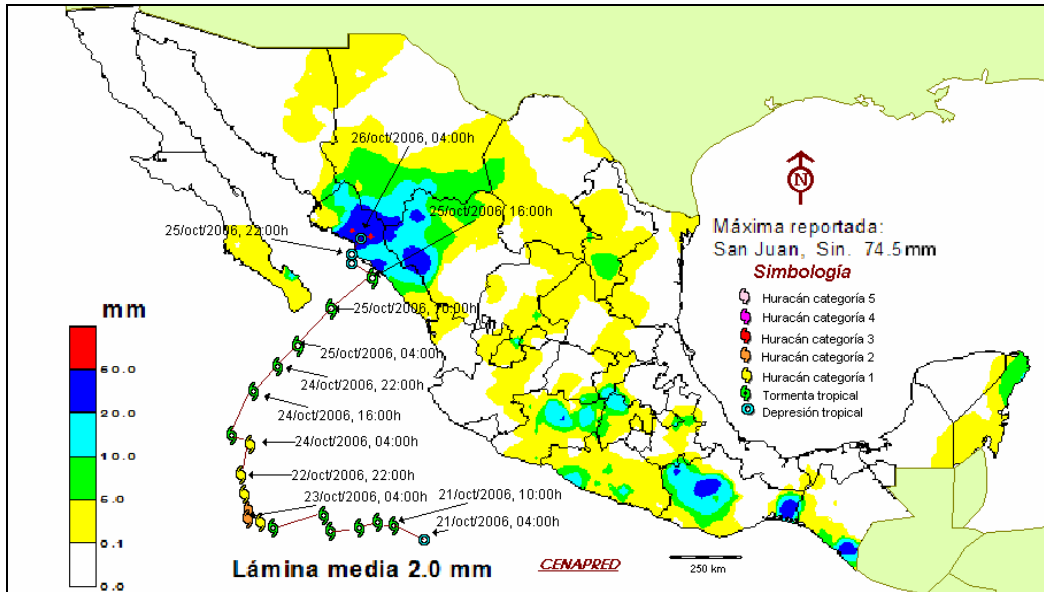 26/oct/2006, 04:00h
25/oct/2006, 16:00h
25/oct/2006, 22:00h
N
Máxima reportada:
San Juan, Sin. 74.5mm
Simbología
Huracán categoría 5
Huracán categoría 4
Huracán categoría 3
Huracán categoría 2
Huracán categoría 1
Tormenta tropical
Depresión tropical
mm
60.0
20.0
10.0
0.1
0.0
25/oct/2006, 10:00h
25/oct/2006, 04:00h
24/oct/2006, 22:00h
24/oct/2006, 16:00h
24/oct/2006, 04:00h
22/oct/2006, 22:00h
23/oct/2006, 04:00h
21/oct/2006, 10:00h
21/oct/2006, 04:00h
Lámina media 2.0 mm
CENAPRED
250 km